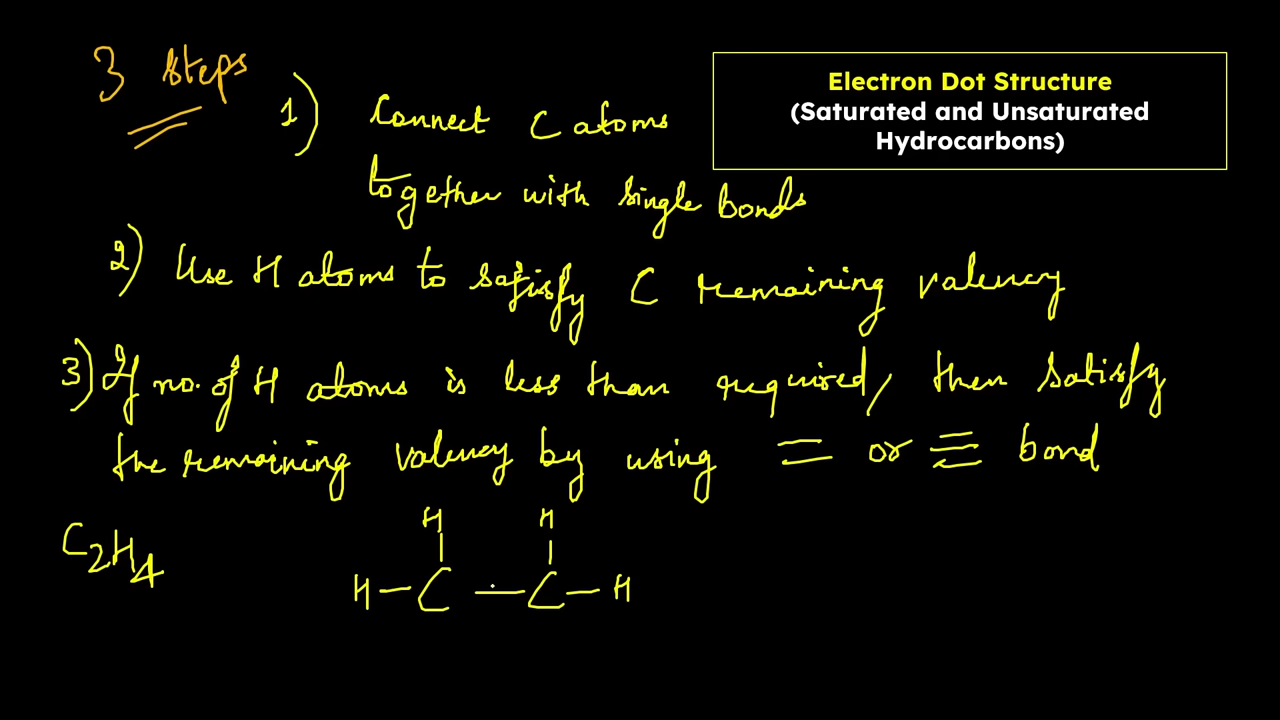 3 steps
Electron Dot Structure
(Saturated and Unsaturated
Hydrocarbons)
1) Connect C atoms
together with single bonds
2) Use H atoms to satisfy C remaining valency
3) If no. of H atoms is less than required, then satisfy
the remaining valency by using = or ≡ bond
C2H4
H H
H — C — C — H